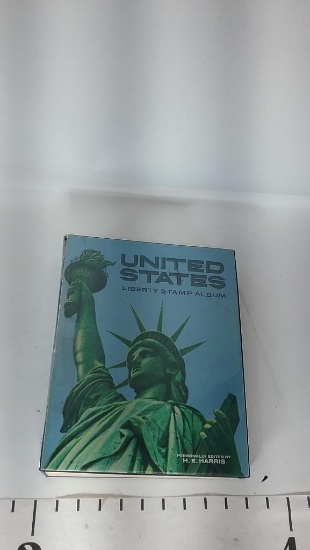 UNITED
STATES
LIBERTY STAMP ALBUM
PERSONALLY EDITED BY
H. E. HARRIS